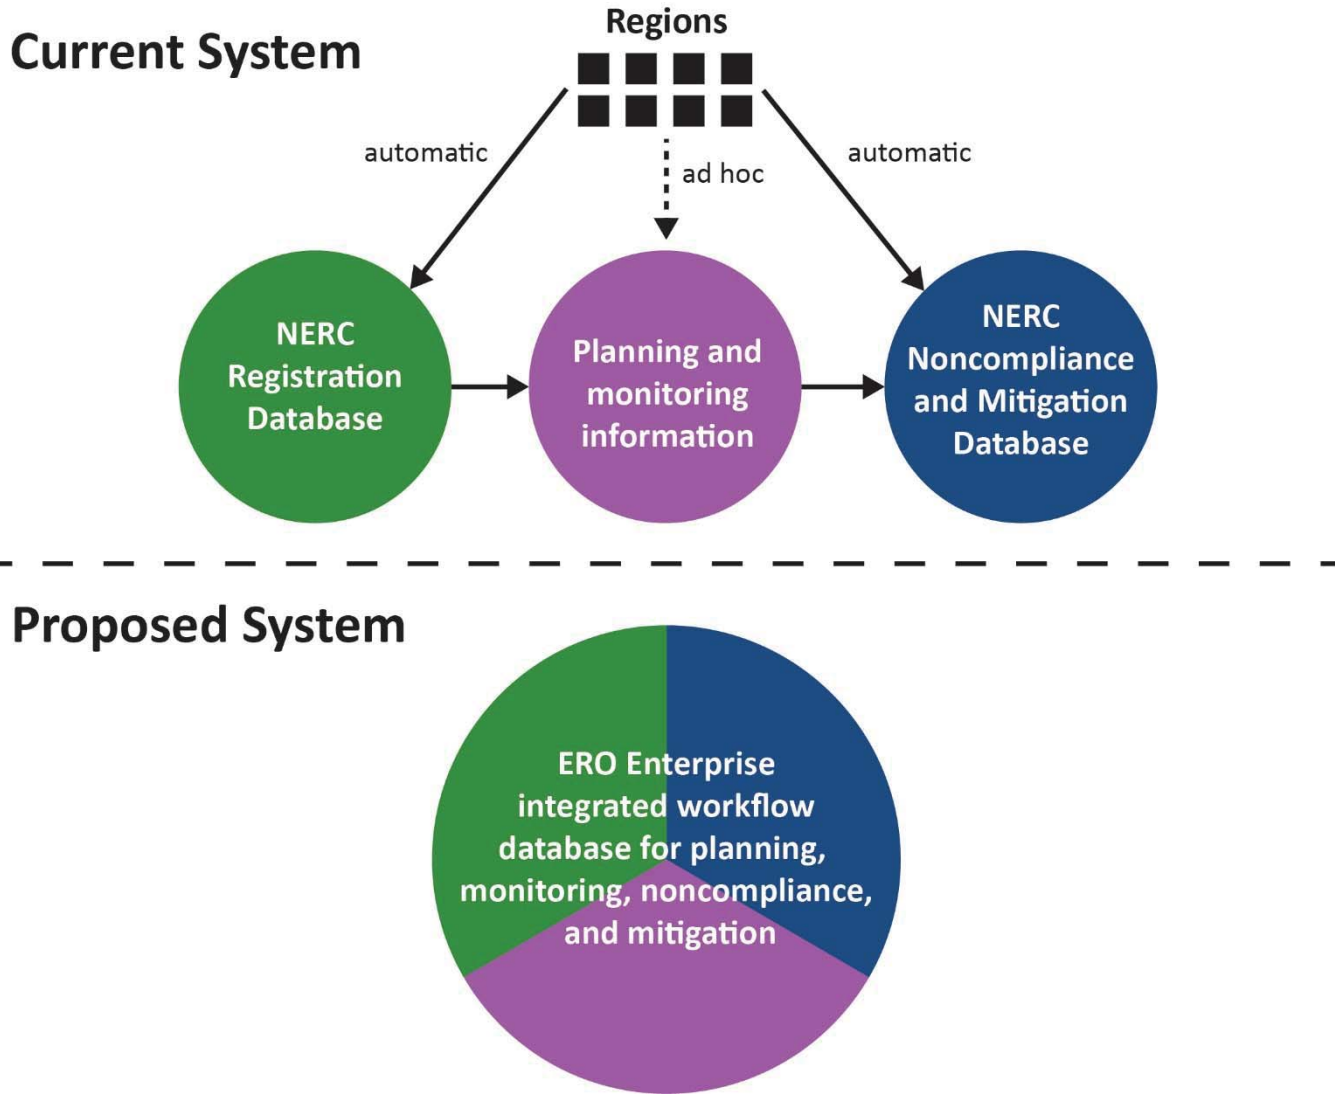 Current System
Regions
automatic
ad hoc
automatic
NERC
Registration
Database
Planning and
monitoring
information
NERC
Noncompliance
and Mitigation
Database
Proposed System
ERO Enterprise
integrated workflow
database for planning,
monitoring, noncompliance,
and mitigation